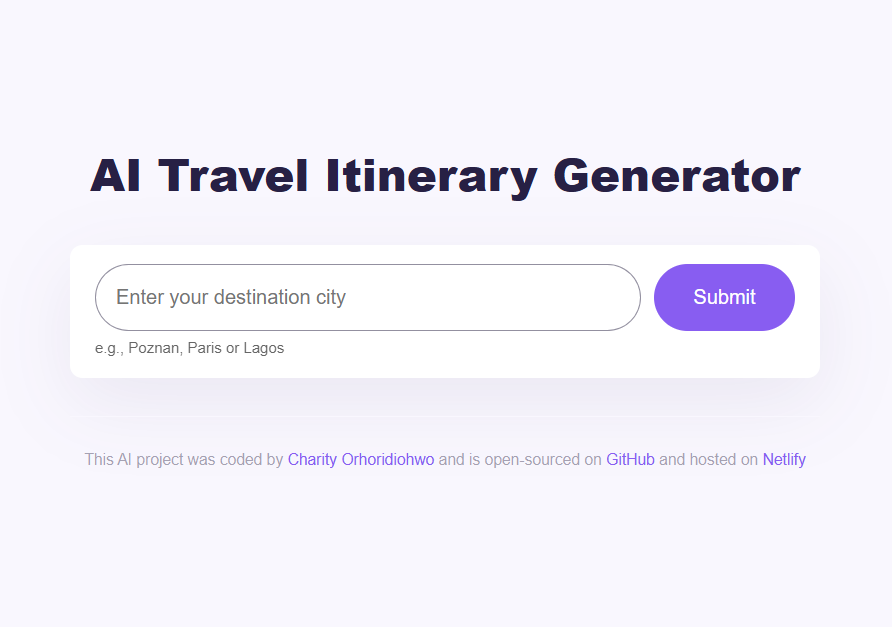 AI Travel Itinerary Generator
Enter your destination city
Submit
e.g., Poznan, Paris or Lagos
This AI project was coded by Charity Orhoridiohwo and is open-sourced on GitHub and hosted on Netlify